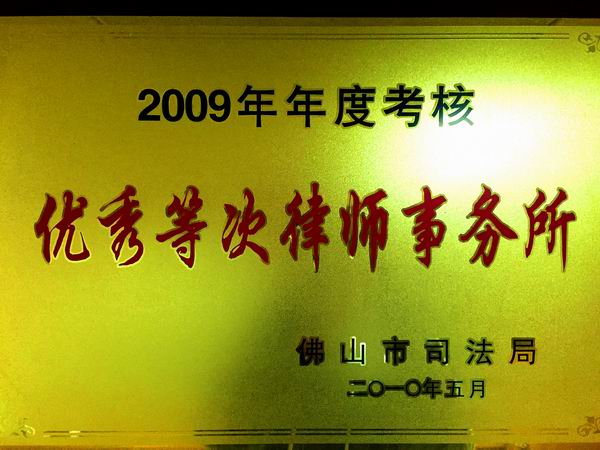 2009年年度考核
优秀等次律师事务所
佛山市司法局
二〇一〇年五月